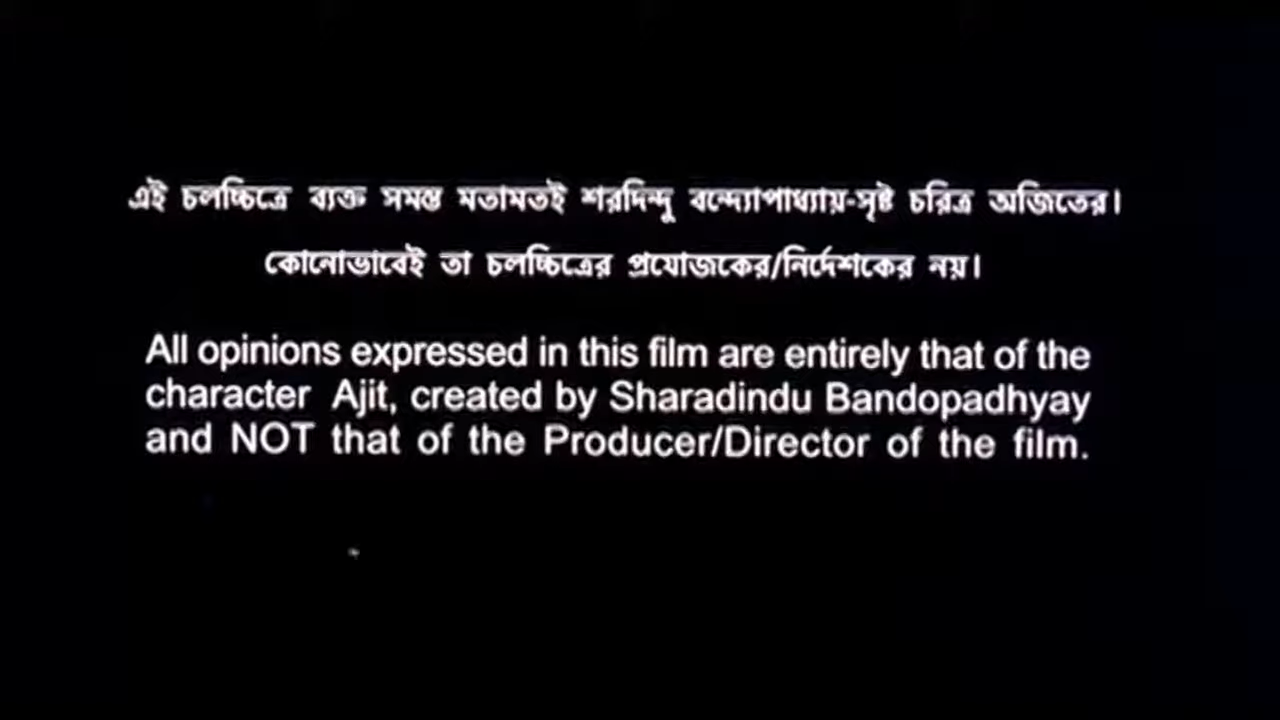 এই চলচ্চিত্রে ব্যক্ত সমস্ত মতামতই শরদিন্দু বন্দ্যোপাধ্যায়-সৃষ্ট চরিত্র অজিতের।
কোনোভাবেই তা চলচ্চিত্রের প্রযোজকের/নির্দেশকের নয়।
All opinions expressed in this film are entirely that of the
character Ajit, created by Sharadindu Bandopadhyay
and NOT that of the Producer/Director of the film.